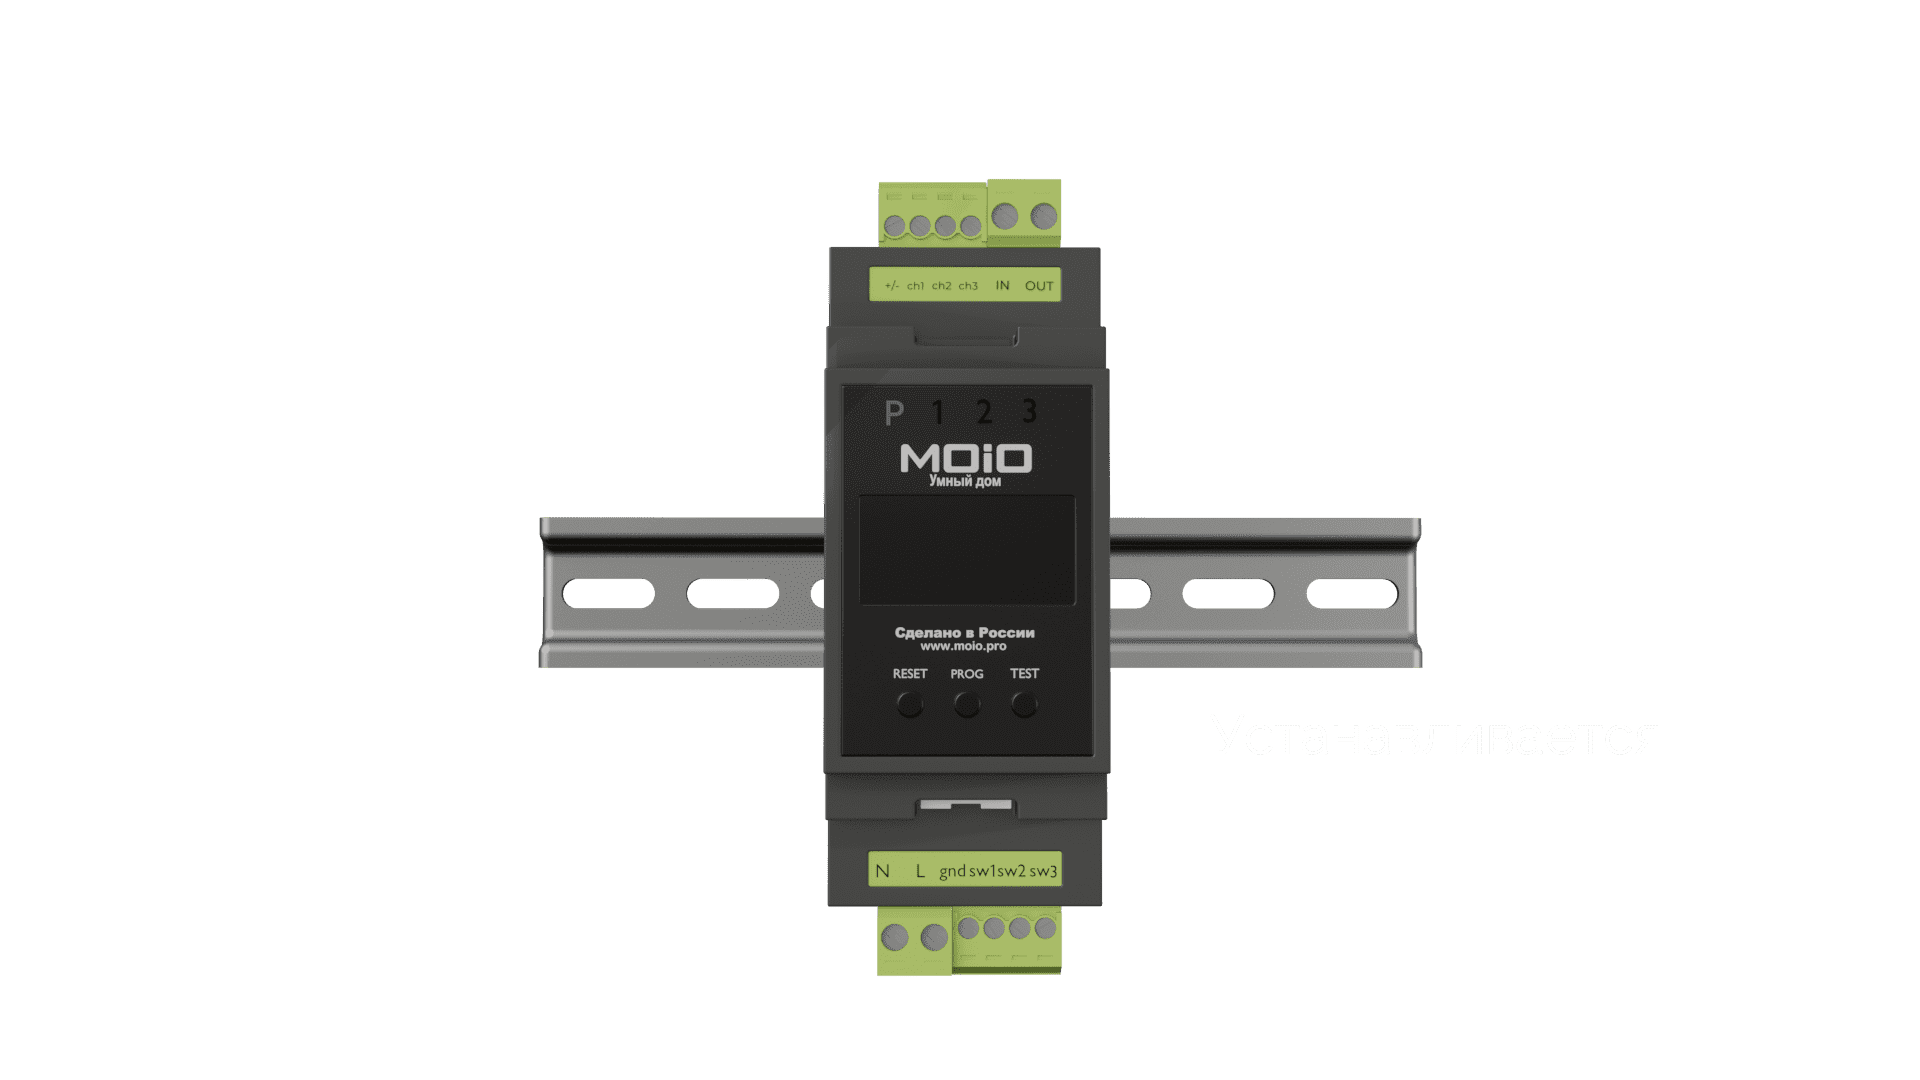 +/- ch1 ch2 ch3 IN OUT
P 1 2 3
MOiO
Умный дом
Сделано в России
www.moio.pro
RESET PROG TEST
Устанавливается
N L gnd sw1 sw2 sw3